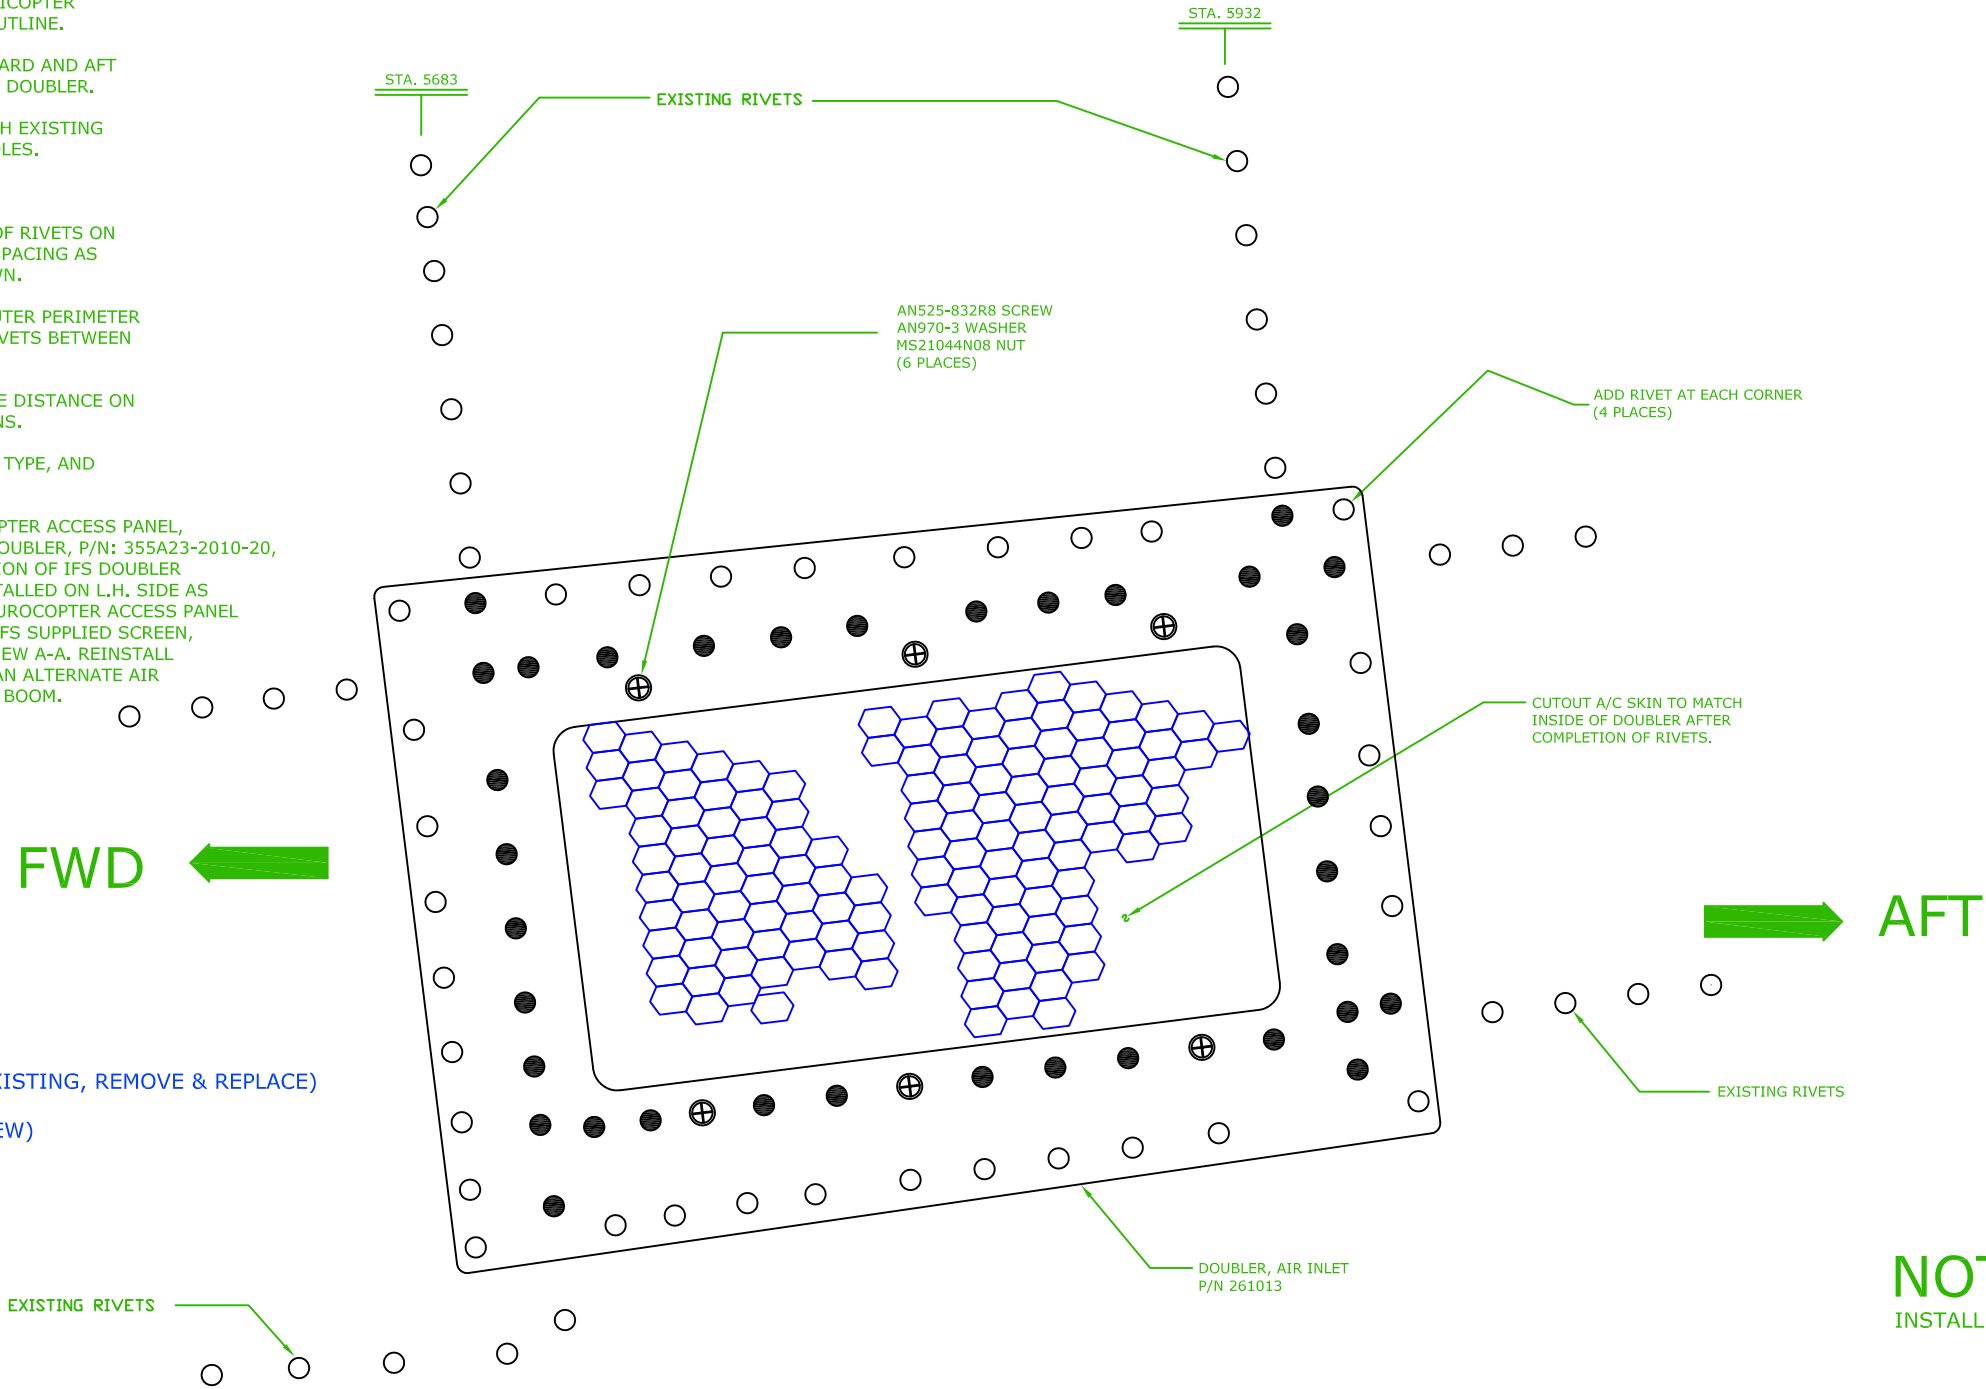 ICOPTER
UTLINE.
ARD AND AFT
DOUBLER.
H EXISTING
LES.
OF RIVETS ON
SPACING AS
WN.
UTER PERIMETER
VETS BETWEEN
E DISTANCE ON
NS.
TYPE, AND
PTER ACCESS PANEL,
OUBLER, P/N: 355A23-2010-20,
ION OF IFS DOUBLER
TALLED ON L.H. SIDE AS
UROCOPTER ACCESS PANEL
FS SUPPLIED SCREEN,
EW A-A. REINSTALL
AN ALTERNATE AIR
BOOM.
STA. 5683
STA. 5932
EXISTING RIVETS
AN525-832R8 SCREW
AN970-3 WASHER
MS21044N08 NUT
(6 PLACES)
ADD RIVET AT EACH CORNER
(4 PLACES)
CUTOUT A/C SKIN TO MATCH
INSIDE OF DOUBLER AFTER
COMPLETION OF RIVETS.
FWD
AFT
XISTING, REMOVE & REPLACE)
EW)
EXISTING RIVETS
DOUBLER, AIR INLET
P/N 261013
EXISTING RIVETS
NOT
INSTALL